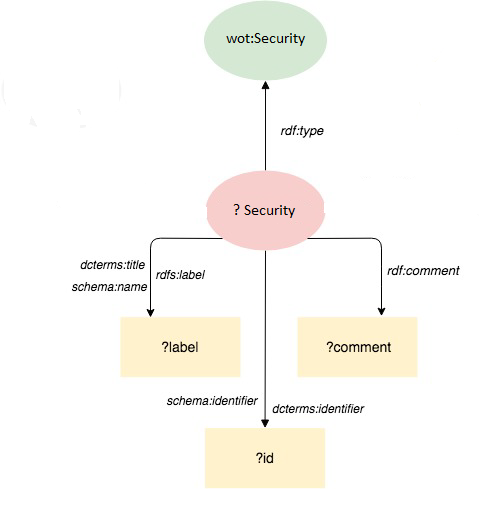 wot:Security
rdf:type
? Security
dcterms:title
schema:name
rdfs:label
rdf:comment
?label
?comment
schema:identifier
dcterms:identifier
?id